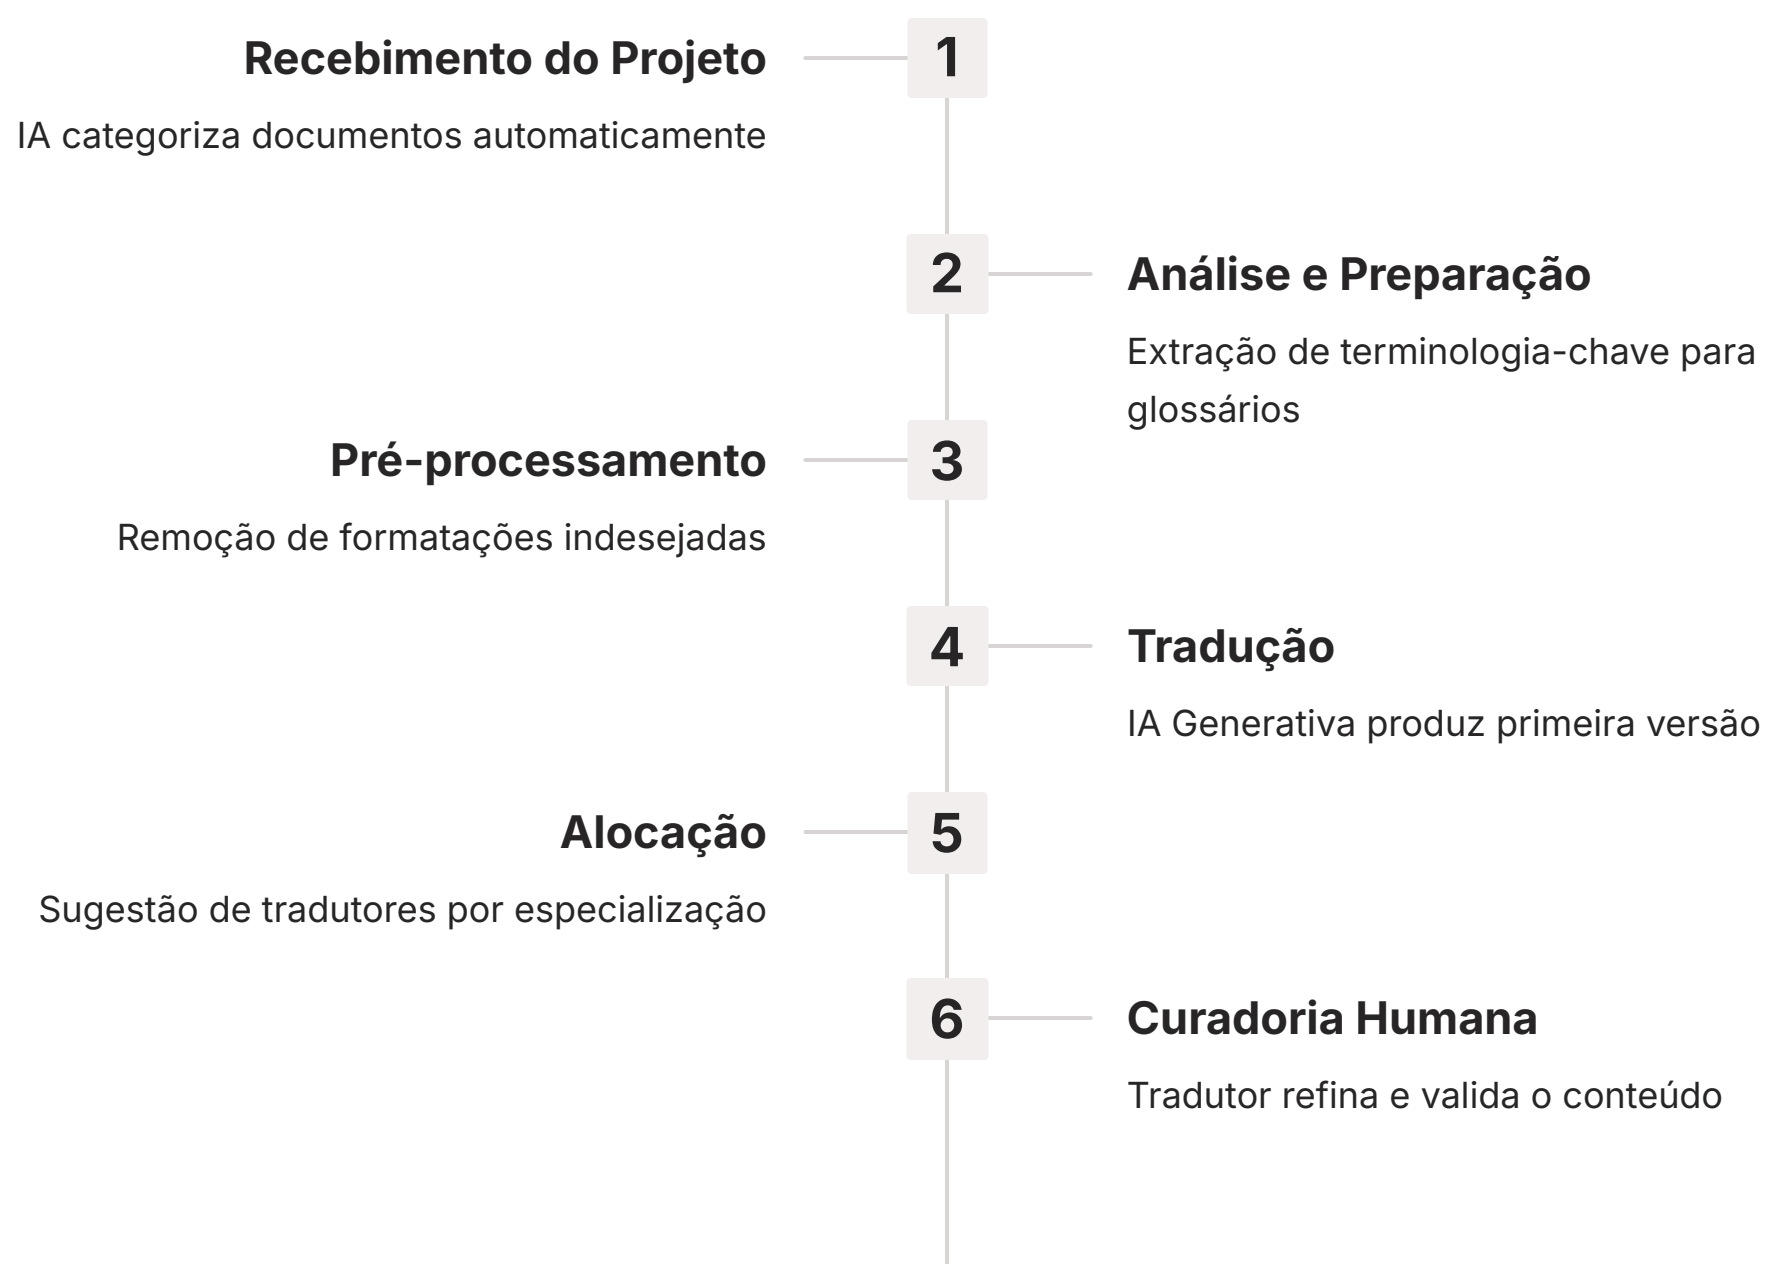 Recebimento do Projeto
1
IA categoriza documentos automaticamente
2
Análise e Preparação
Extração de terminologia-chave para
glossários
Pré-processamento
3
Remoção de formatações indesejadas
4
Tradução
IA Generativa produz primeira versão
Alocação
5
Sugestão de tradutores por especialização
6
Curadoria Humana
Tradutor refina e valida o conteúdo